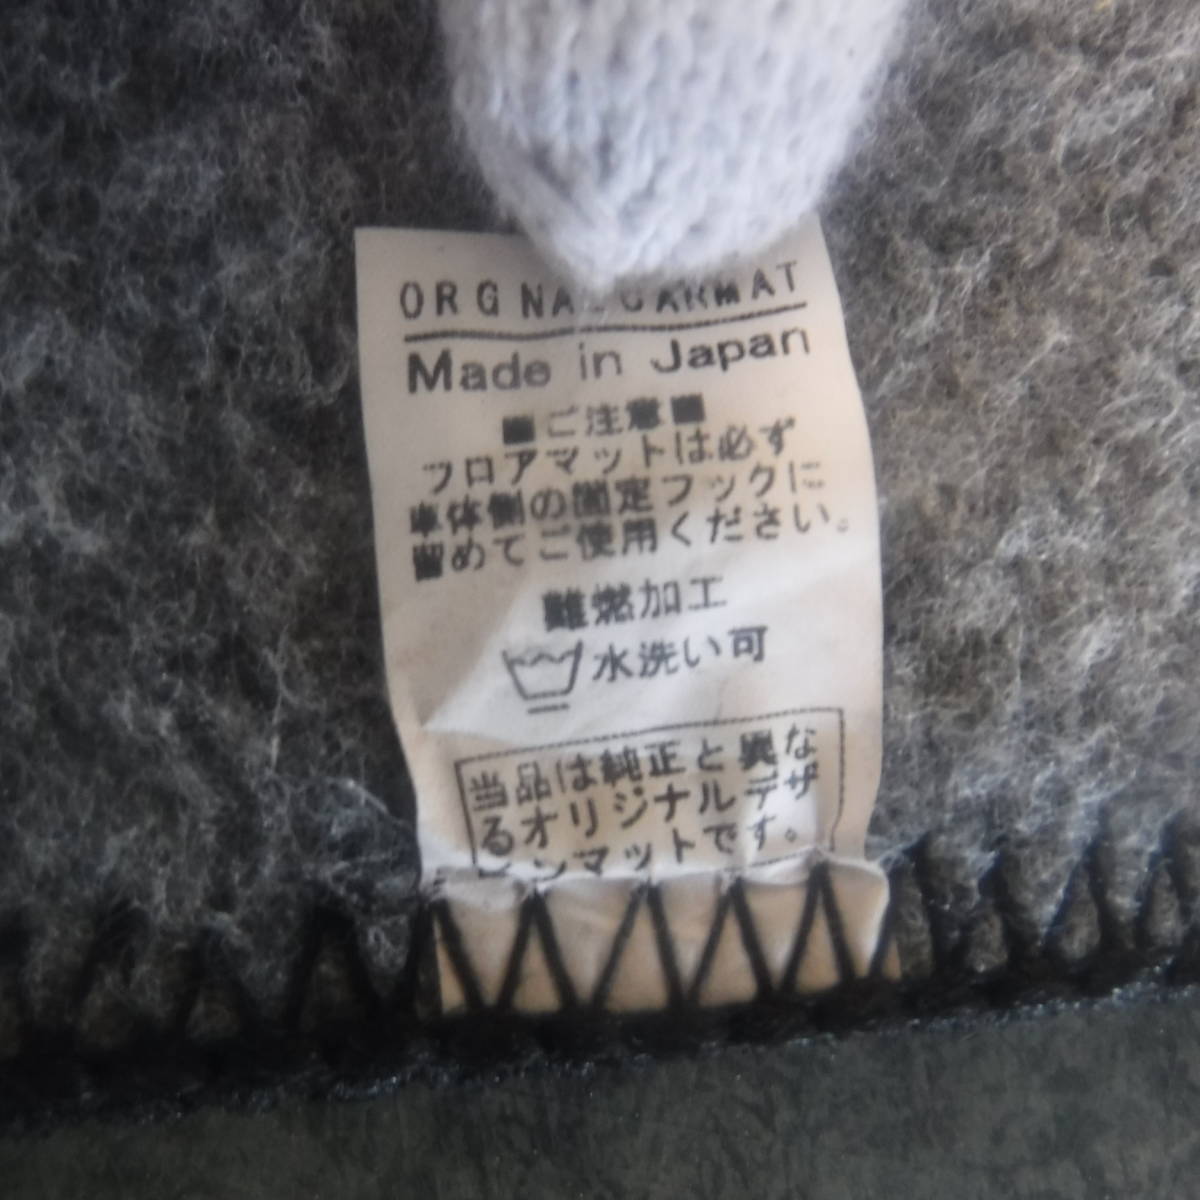 ORG NAL CARMAT
Made in Japan
■ご注意■
フロアマットは必ず
車体側の固定フックに
留めてご使用ください。
難燃加工
水洗い可
当品は純正と異な
るオリジナルデザ
インマットです。